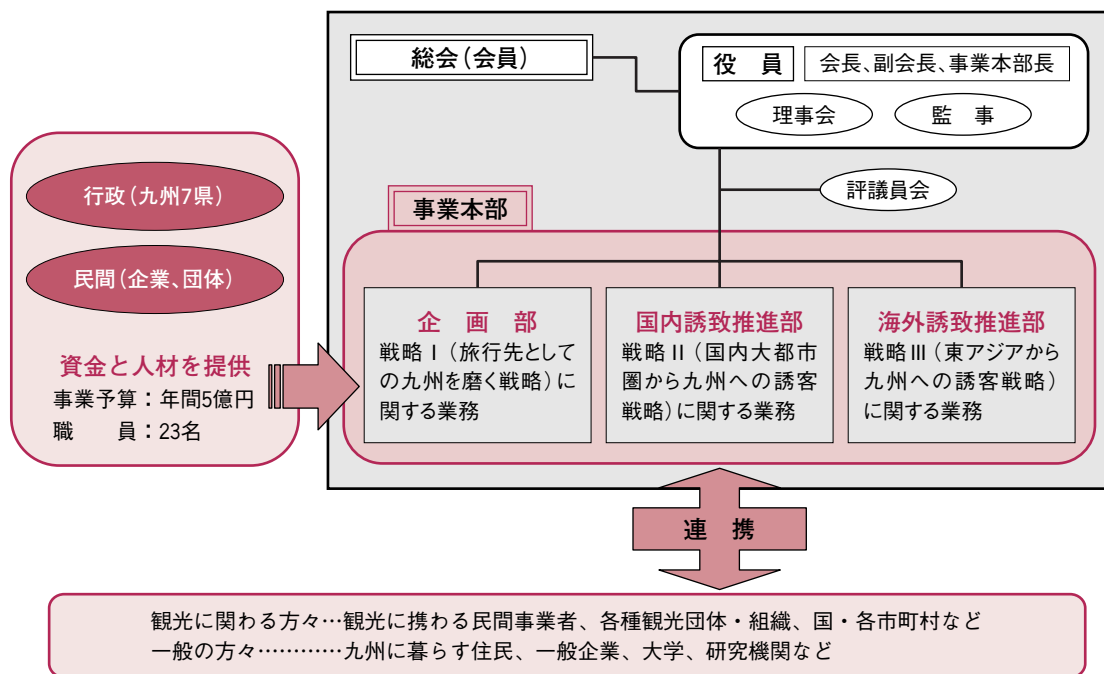 総会（会員）
役　員
会長、副会長、事業本部長
理事会
監　事
評議員会
行政（九州7県）
民間（企業、団体）
資金と人材を提供
事業予算：年間5億円
職　　員：23名
事業本部
企　画　部
戦略Ⅰ（旅行先として
の九州を磨く戦略）に
関する業務
国内誘致推進部
戦略Ⅱ（国内大都市
圏から九州への誘客
戦略）に関する業務
海外誘致推進部
戦略Ⅲ（東アジアから
九州への誘客戦略）
に関する業務
連　携
観光に関わる方々…観光に携わる民間事業者、各種観光団体・組織、国・各市町村など
一般の方々…………九州に暮らす住民、一般企業、大学、研究機関など